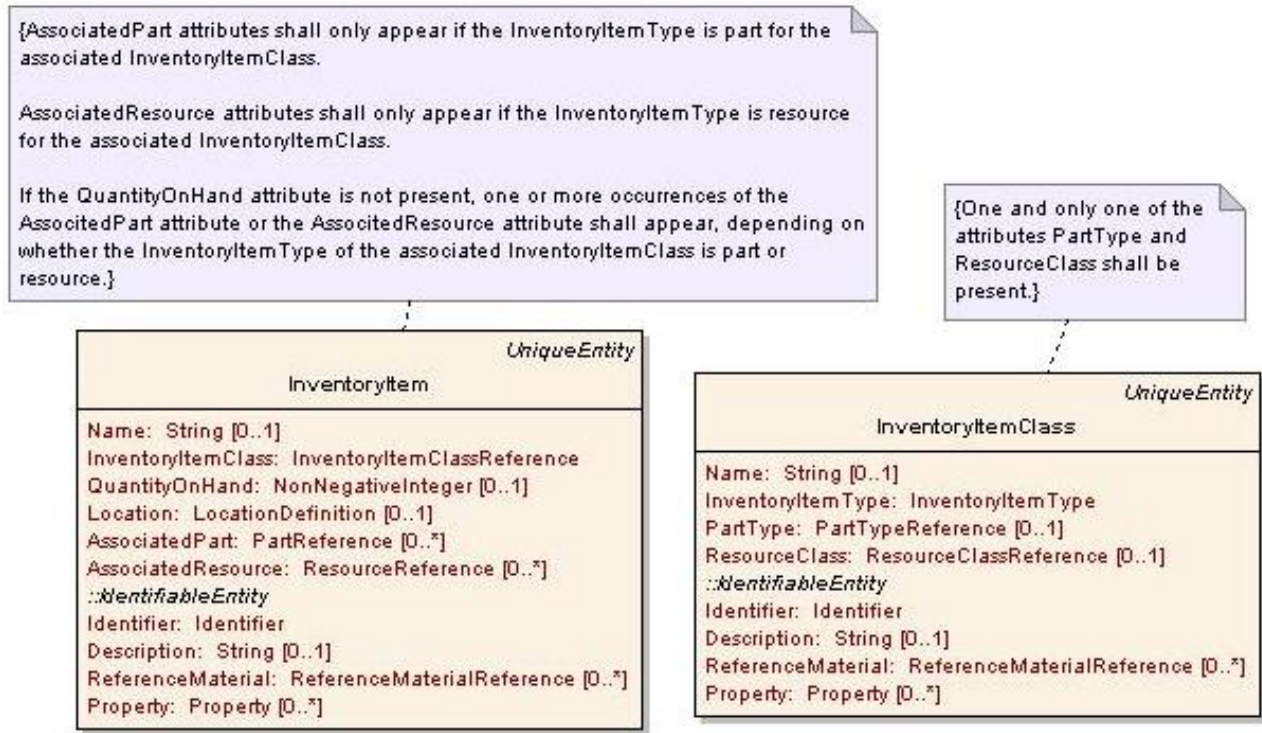 {AssociatedPart attributes shall only appear if the InventoryItemType is part for the
associated InventoryItemClass.
AssociatedResource attributes shall only appear if the InventoryItemType is resource
for the associated InventoryItemClass.
If the QuantityOnHand attribute is not present, one or more occurrences of the
AssocitedPart attribute or the AssocitedResource attribute shall appear, depending on
whether the InventoryItemType of the associated InventoryItemClass is part or
resource.}
{One and only one of the
attributes PartType and
ResourceClass shall be
present.}
UniqueEntity
InventoryItem
Name: String [0..1]
InventoryItemClass: InventoryItemClassReference
QuantityOnHand: NonNegativeInteger [0..1]
Location: LocationDefinition [0..1]
AssociatedPart: PartReference [0..*]
AssociatedResource: ResourceReference [0..*]
::IdentifiableEntity
Identifier: Identifier
Description: String [0..1]
ReferenceMaterial: ReferenceMaterialReference [0..*]
Property: Property [0..*]
UniqueEntity
InventoryItemClass
Name: String [0..1]
InventoryItemType: InventoryItemType
PartType: PartTypeReference [0..1]
ResourceClass: ResourceClassReference [0..1]
::IdentifiableEntity
Identifier: Identifier
Description: String [0..1]
ReferenceMaterial: ReferenceMaterialReference [0..*]
Property: Property [0..*]